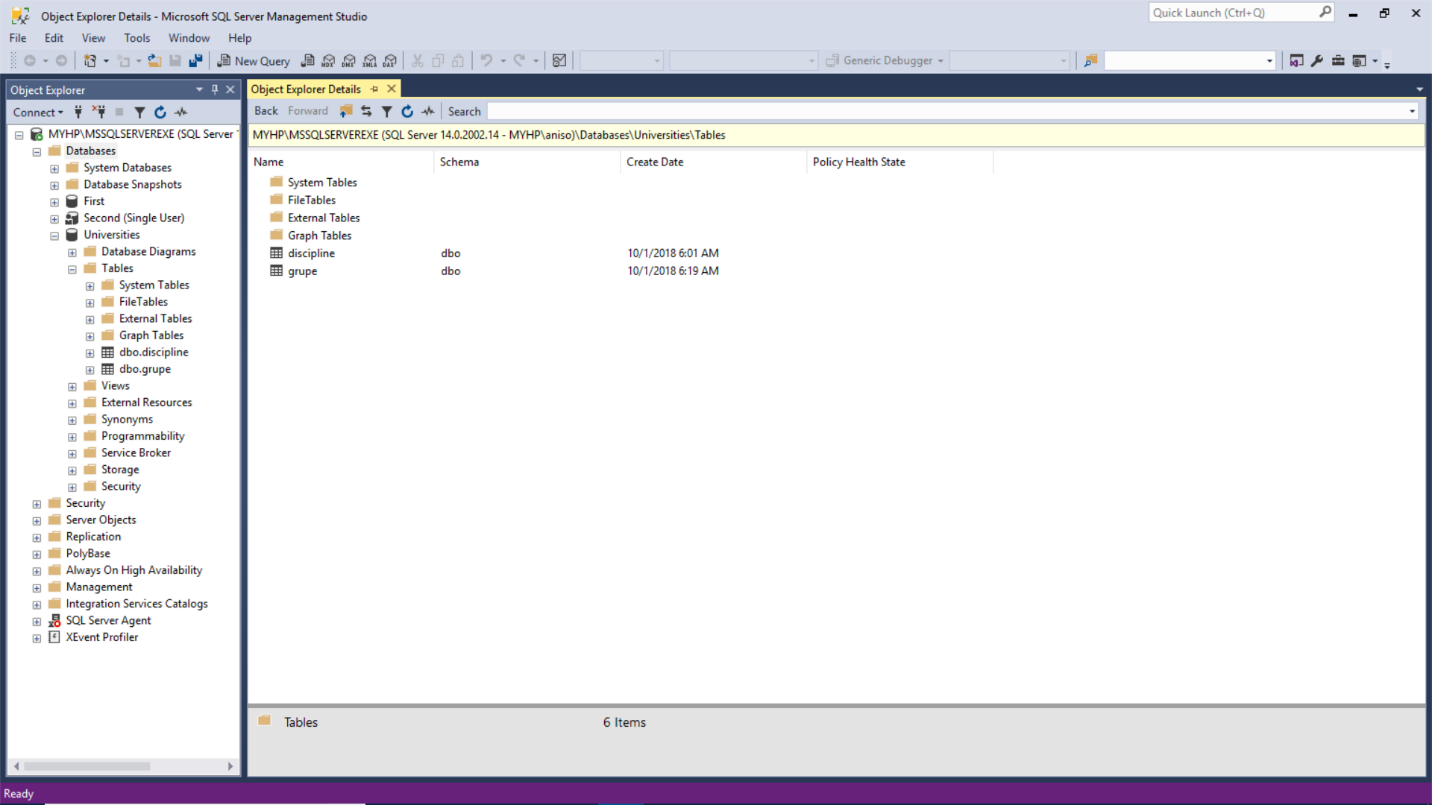 Object Explorer Details - Microsoft SQL Server Management Studio
Quick Launch (Ctrl+Q)
File Edit View Tools Window Help
New Query MDX DMX XMLA DAX Generic Debugger
Object Explorer
Connect
MYHP\MSSQLSERVEREXE (SQL Server
Databases
System Databases
Database Snapshots
First
Second (Single User)
Universities
Database Diagrams
Tables
System Tables
FileTables
External Tables
Graph Tables
dbo.discipline
dbo.grupe
Views
External Resources
Synonyms
Programmability
Service Broker
Storage
Security
Security
Server Objects
Replication
PolyBase
Always On High Availability
Management
Integration Services Catalogs
SQL Server Agent
XEvent Profiler
Object Explorer Details
Back Forward Search
MYHP\MSSQLSERVEREXE (SQL Server 14.0.2002.14 - MYHP\aniso)\Databases\Universities\Tables
Name Schema Create Date Policy Health State
System Tables
FileTables
External Tables
Graph Tables
discipline dbo 10/1/2018 6:01 AM
grupe dbo 10/1/2018 6:19 AM
Tables 6 Items
Ready